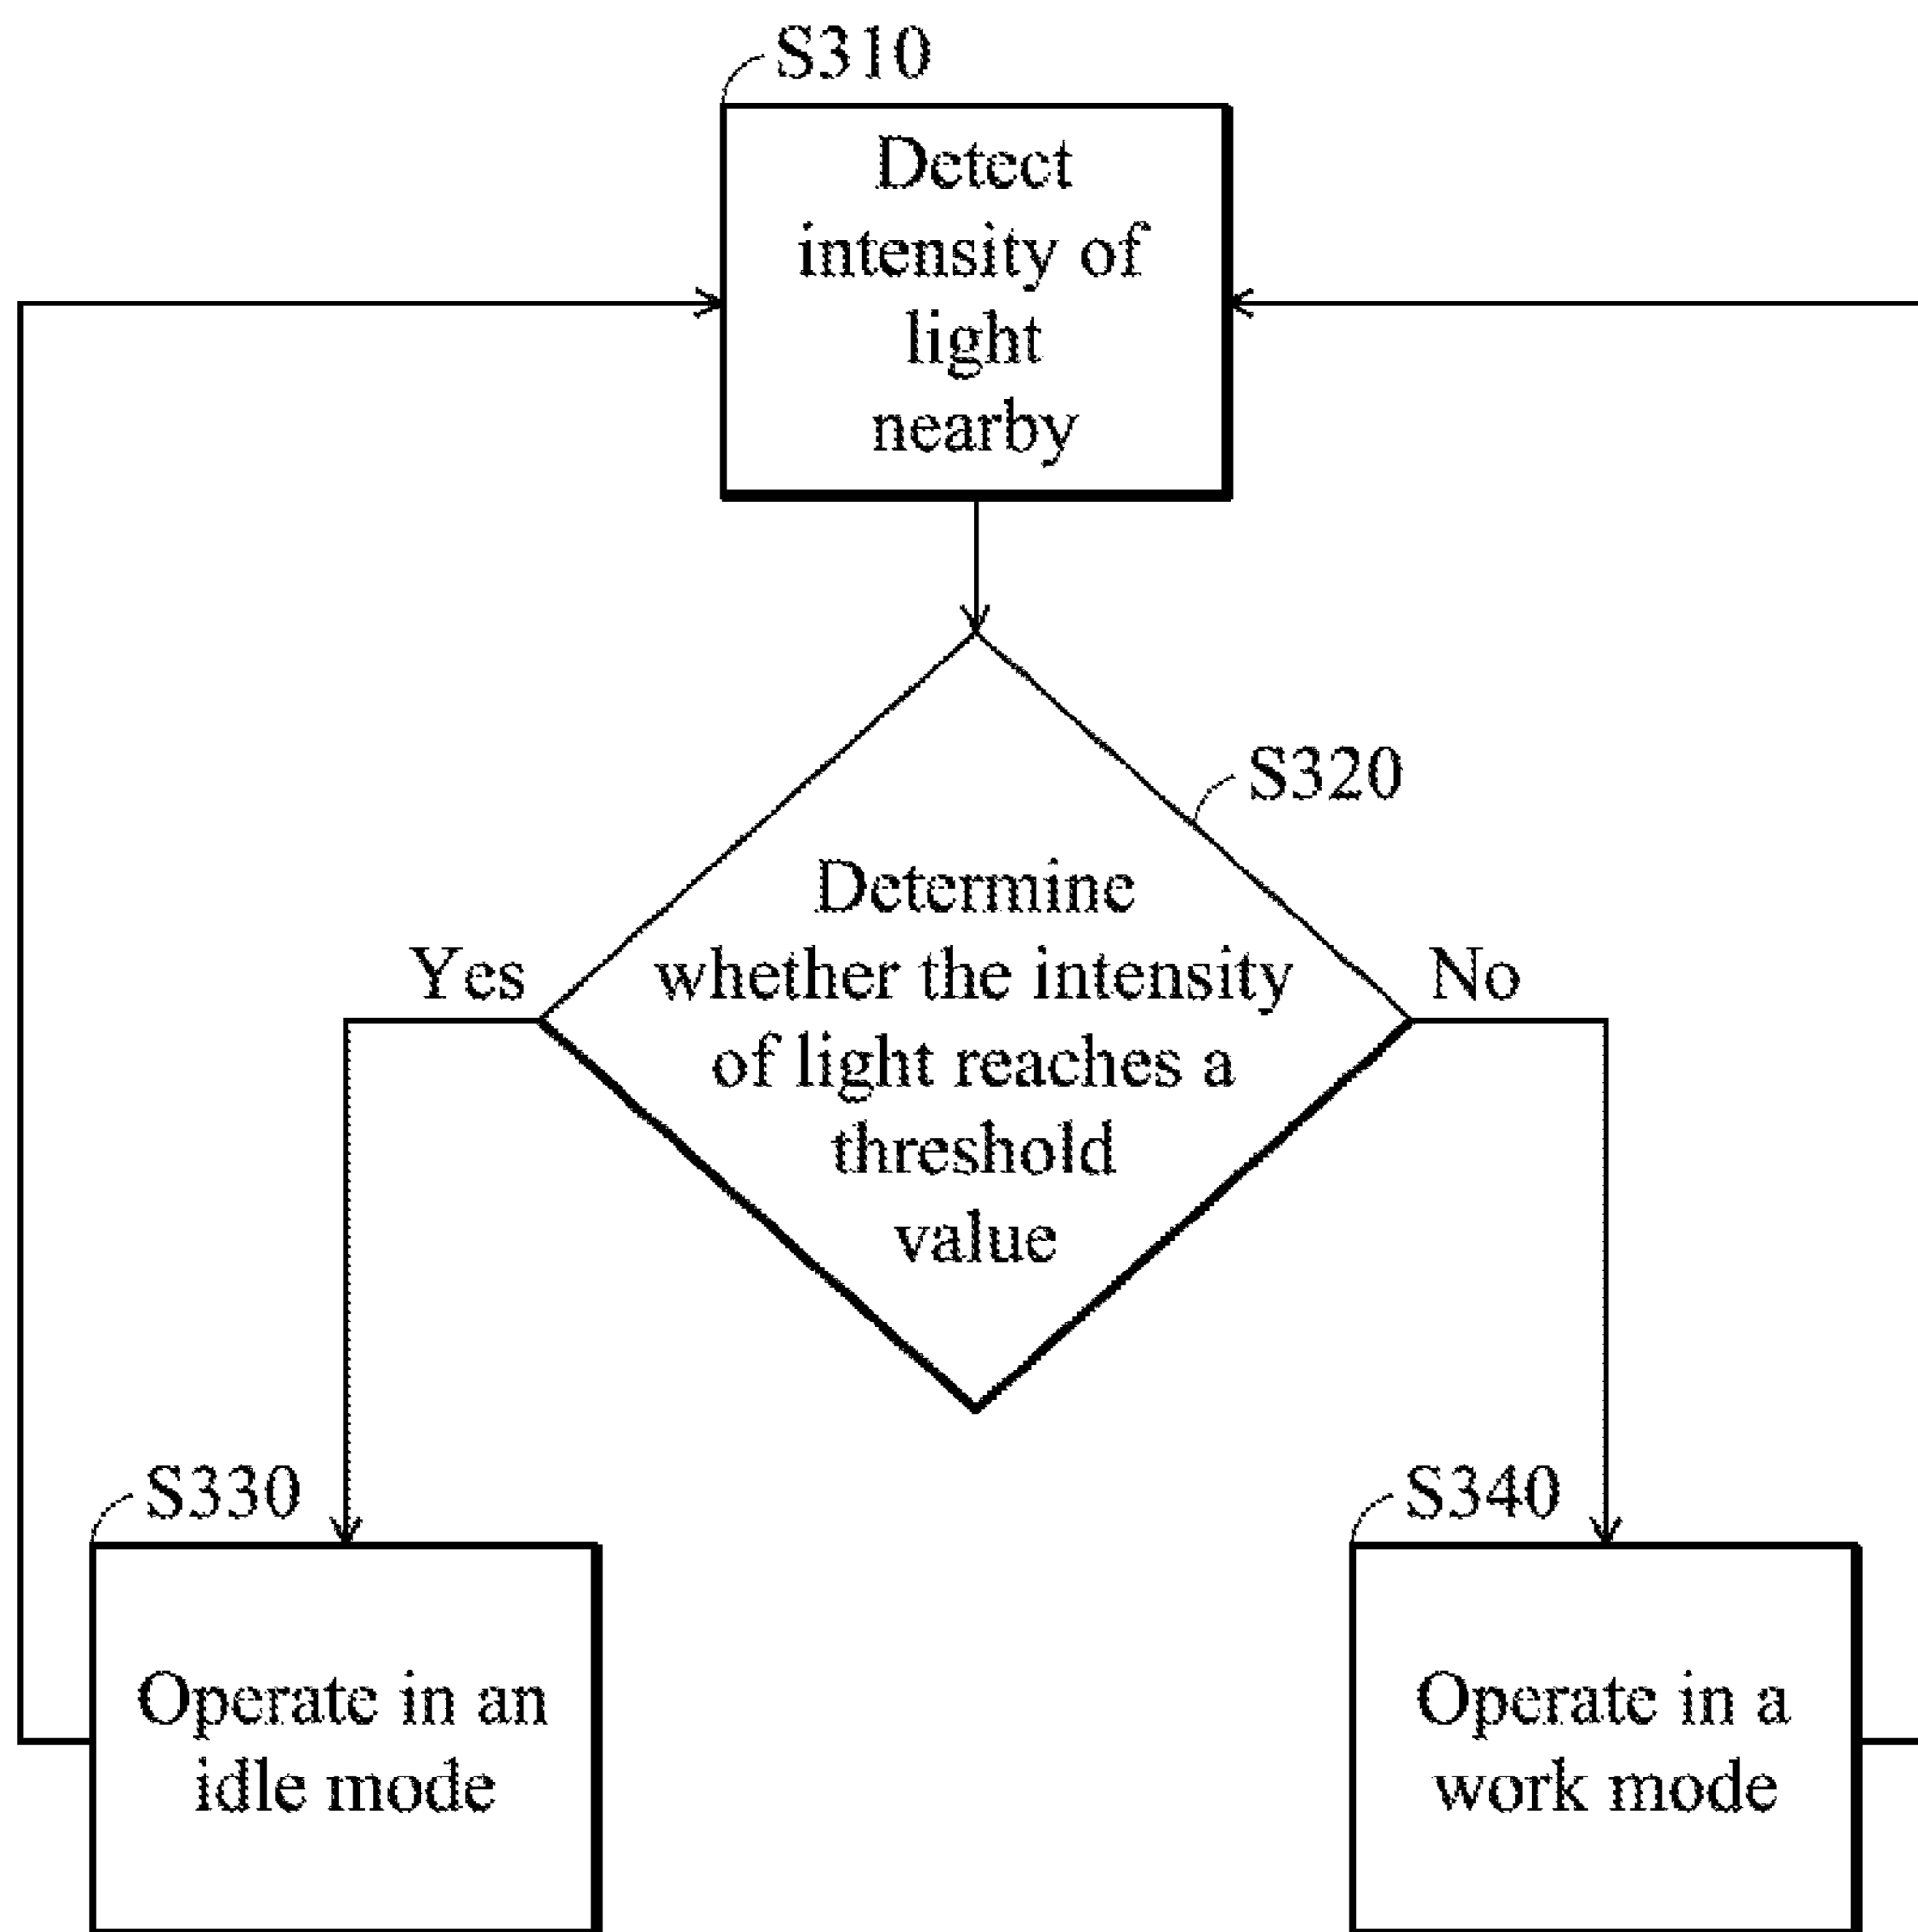 S310
Detect
intensity of
light
nearby
S320
Determine
whether the intensity
of light reaches a
threshold
value
Yes
No
S330
Operate in an
idle mode
S340
Operate in a
work mode